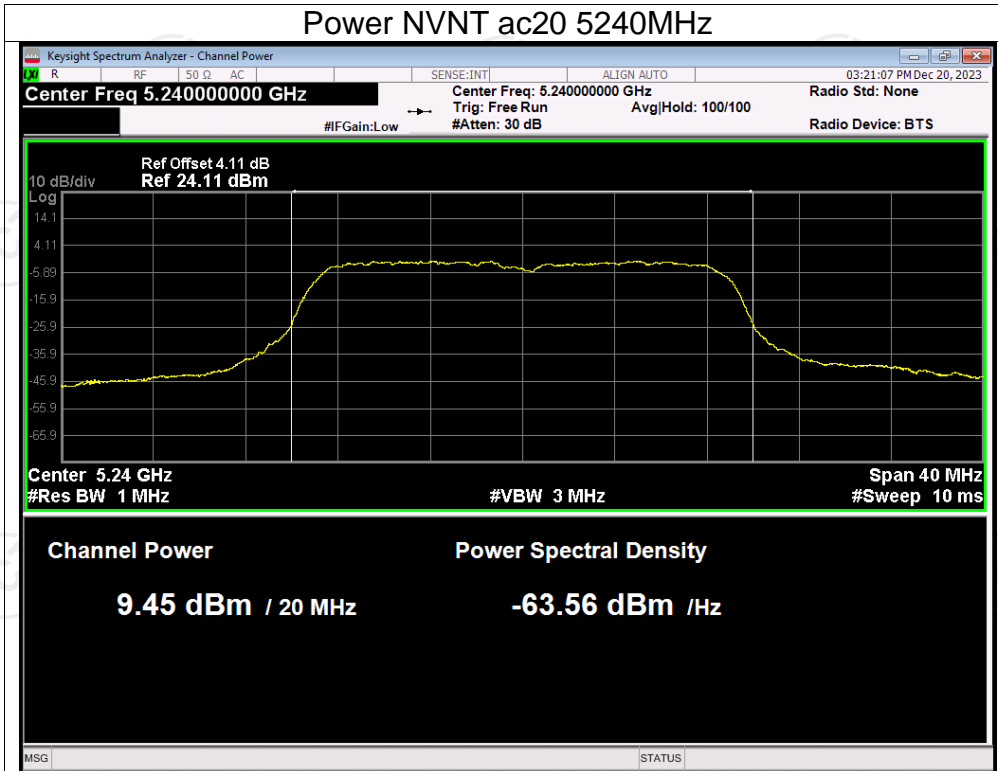 Power NVNT ac20 5240MHz
Keysight Spectrum Analyzer - Channel Power
LXI R RF 50 Ω AC SENSE:INT ALIGN AUTO 03:21:07 PM Dec 20, 2023
Center Freq 5.240000000 GHz Center Freq: 5.240000000 GHz Radio Std: None
Trig: Free Run Avg|Hold: 100/100
#IFGain:Low #Atten: 30 dB Radio Device: BTS
Ref Offset 4.11 dB
10 dB/div Ref 24.11 dBm
Log
14.1
4.11
-5.89
-15.9
-25.9
-35.9
-45.9
-55.9
-65.9
Center 5.24 GHz Span 40 MHz
#Res BW 1 MHz #VBW 3 MHz #Sweep 10 ms
Channel Power Power Spectral Density
9.45 dBm / 20 MHz -63.56 dBm /Hz
MSG STATUS